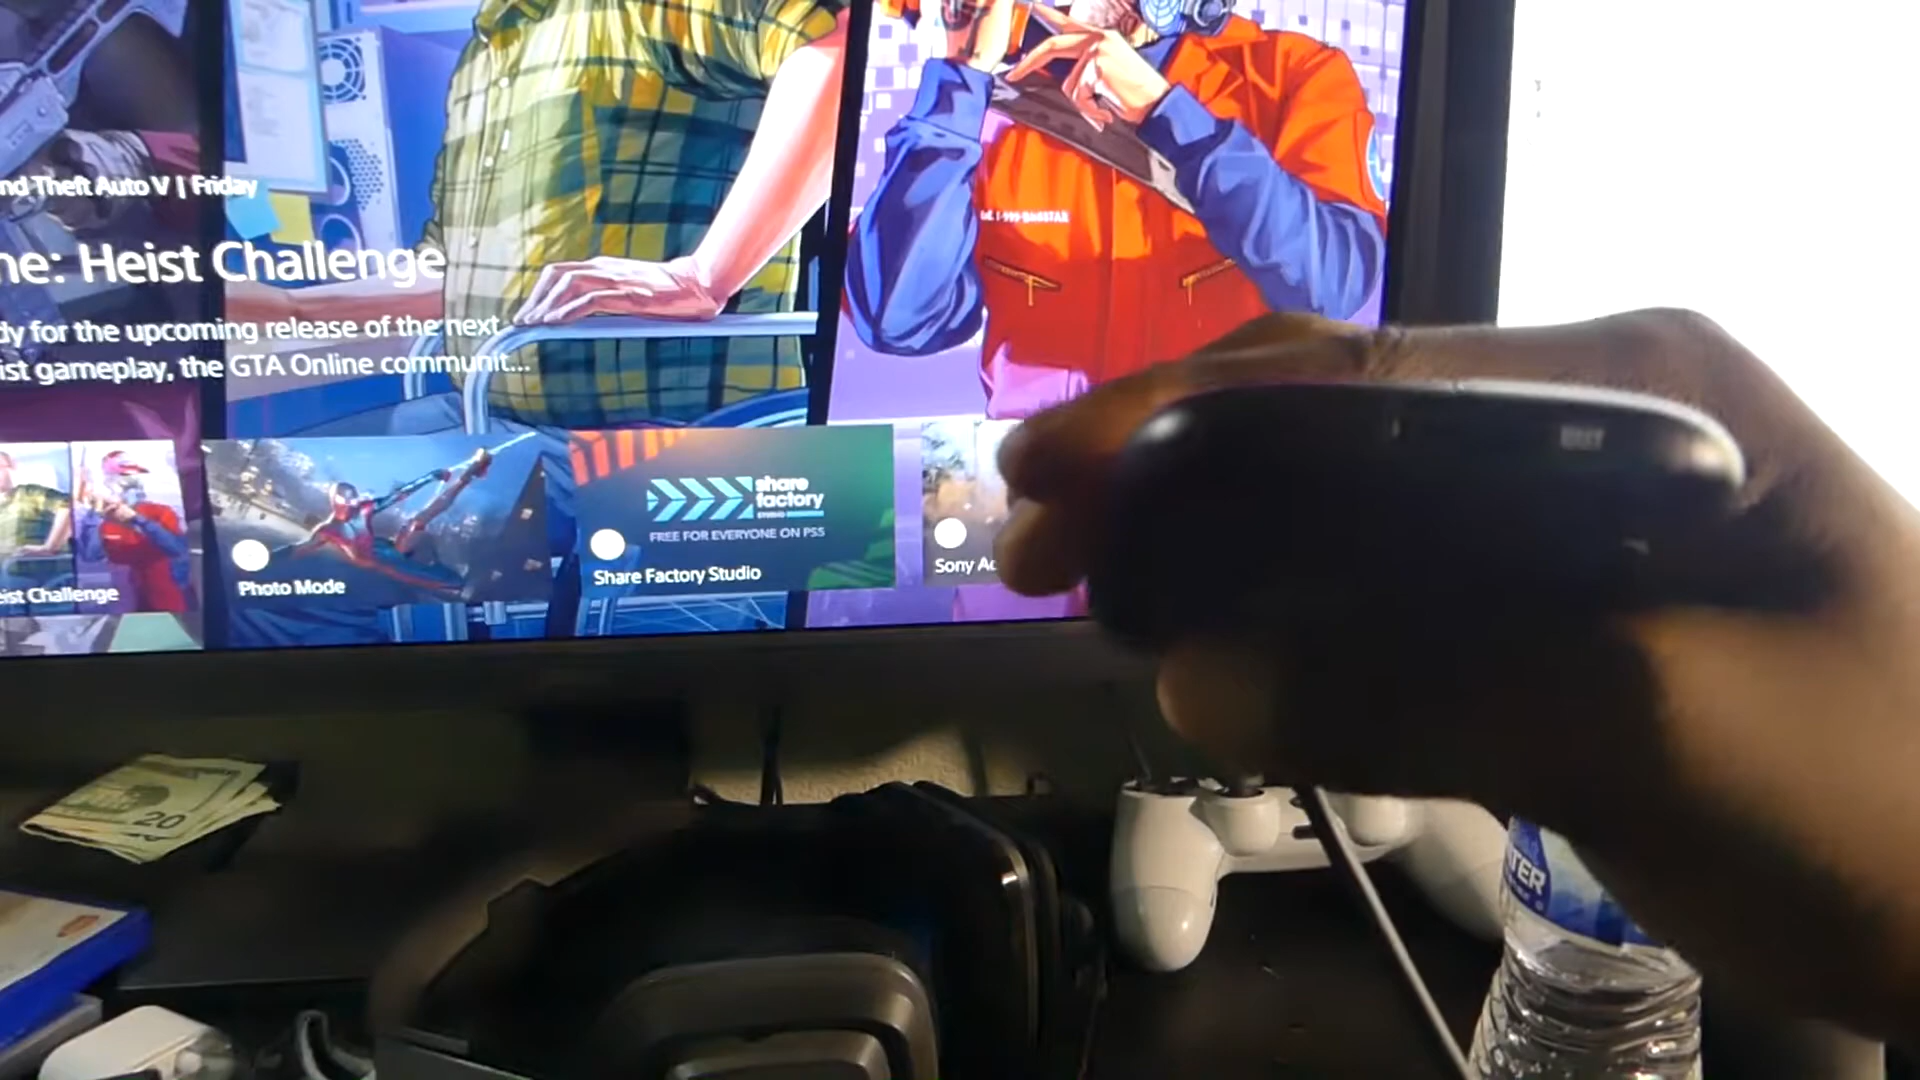 nd Theft Auto V | Friday
ne: Heist Challenge
dy for the upcoming release of the next
ist gameplay, the GTA Online communit...
eist Challenge
Photo Mode
share
factory
STUDIO
FREE FOR EVERYONE ON PS5
Share Factory Studio
Sony Ac
20
TER